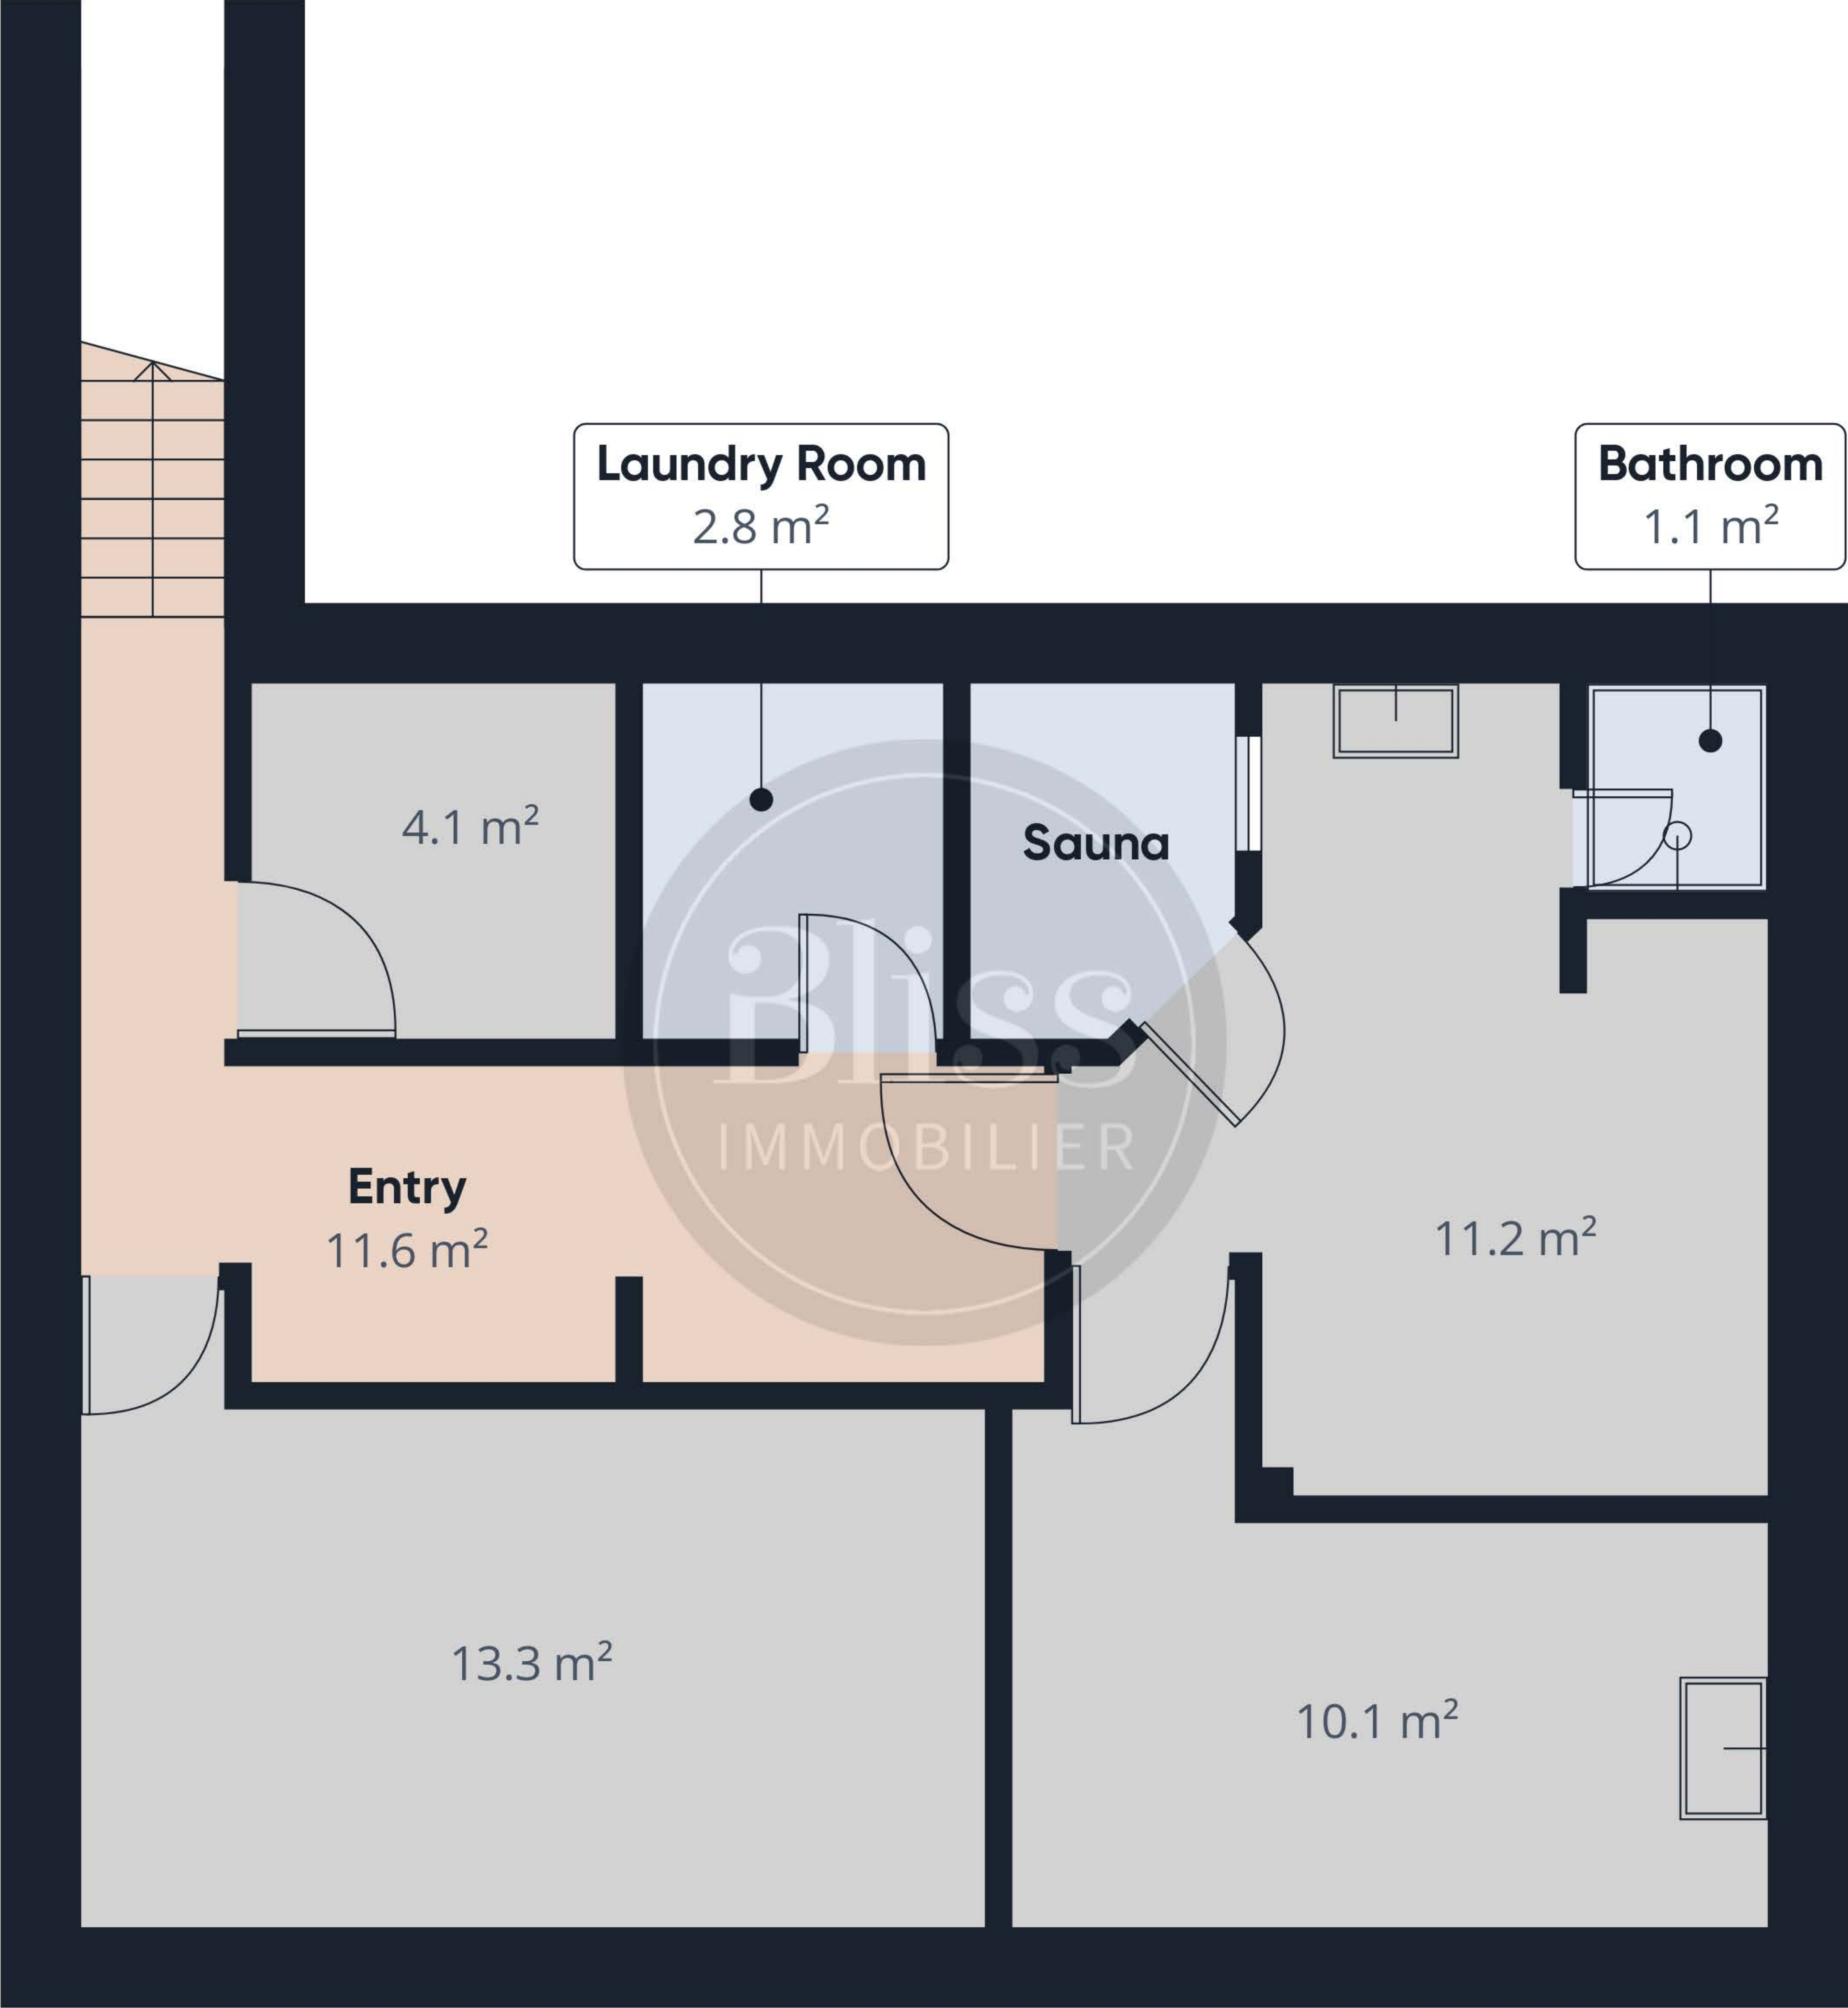 Laundry Room
2.8 m²
Bathroom
1.1 m²
4.1 m²
Sauna
Bliss
IMMOBILIER
Entry
11.6 m²
11.2 m²
13.3 m²
10.1 m²